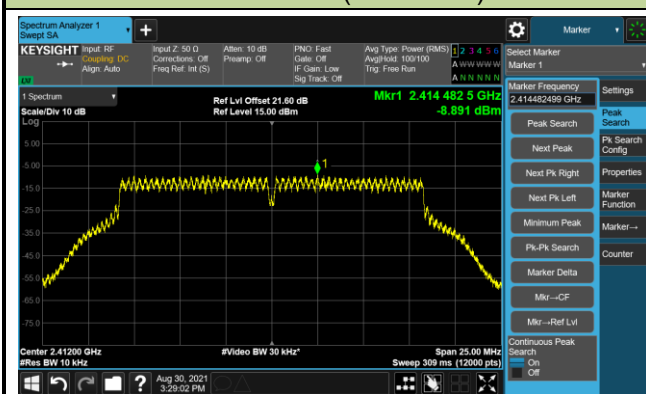 Spectrum Analyzer 1
Swept SA
Marker
KEYSIGHT
Input: RF
Coupling: DC
Align: Auto
Input Z: 50 Ω
Corrections: Off
Freq Ref: Int (S)
Atten: 10 dB
Preamp: Off
PNO: Fast
Gate: Off
IF Gain: Low
Sig Track: Off
Avg Type: Power (RMS)
Avg|Hold: 100/100
Trig: Free Run
1 2 3 4 5 6
A W W W W W
A N N N N N
Select Marker
Marker 1
LW
1 Spectrum
Scale/Div 10 dB
Log
Ref Lvl Offset 21.60 dB
Ref Level 15.00 dBm
Mkr1 2.414 482 5 GHz
-8.891 dBm
5.00
-5.00
-15.0
-25.0
-35.0
-45.0
-55.0
-65.0
-75.0
1
Center 2.41200 GHz
#Res BW 10 kHz
#Video BW 30 kHz*
Span 25.00 MHz
Sweep 309 ms (12000 pts)
Marker Frequency
2.414482499 GHz
Peak Search
Next Peak
Next Pk Right
Next Pk Left
Minimum Peak
Pk-Pk Search
Marker Delta
Mkr→CF
Mkr→Ref Lvl
Continuous Peak
Search
On
Off
Settings
Peak
Search
Pk Search
Config
Properties
Marker
Function
Marker→
Counter
Aug 30, 2021
3:29:02 PM